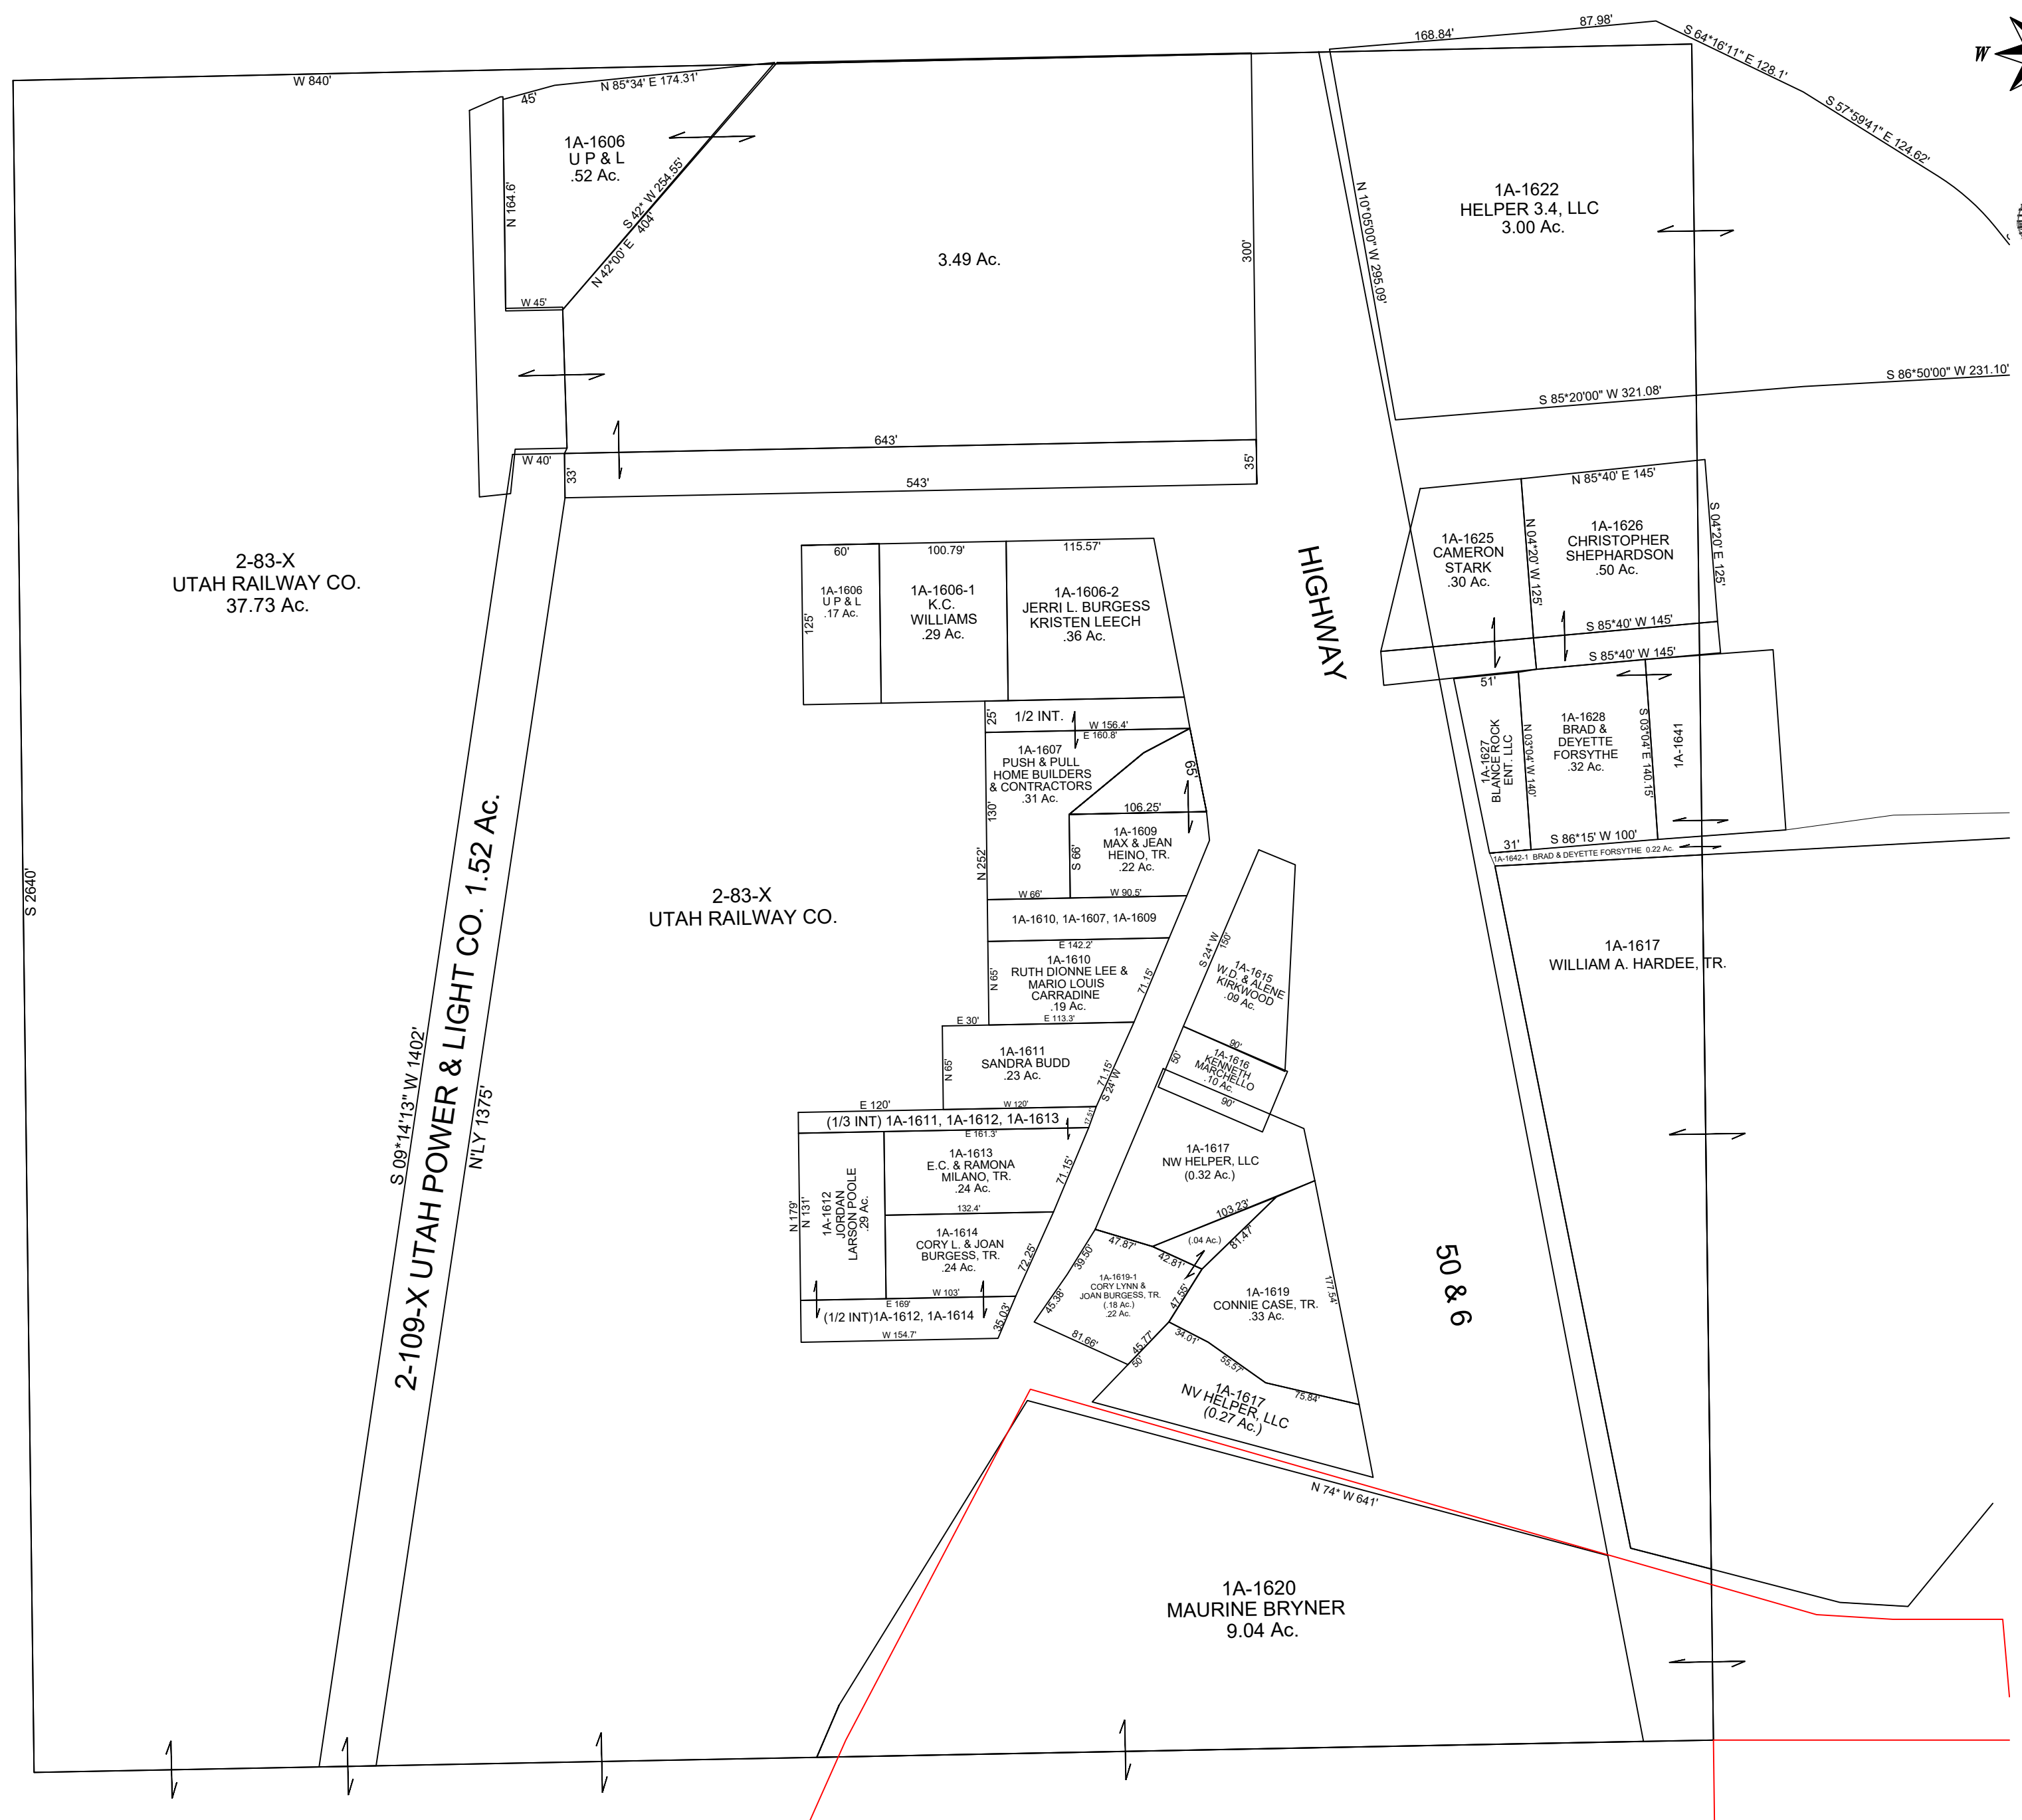 W 840'
45'
N 85*34' E 174.31'
168.84'
87.98'
S 64*16'11" E 128.1'
S 57*59'41" E 124.62'
W
1A-1606
U P & L
.52 Ac.
N 164.6'
S 42* W 254.55'
N 42*00' E 404'
W 45'
3.49 Ac.
300'
N 10*05'00" W 295.09'
1A-1622
HELPER 3.4, LLC
3.00 Ac.
S 85*20'00" W 321.08'
S 86*50'00" W 231.10'
643'
W 40'
33'
35'
543'
2-83-X
UTAH RAILWAY CO.
37.73 Ac.
S 2640'
60'
100.79'
115.57'
125'
1A-1606
U P & L
.17 Ac.
1A-1606-1
K.C.
WILLIAMS
.29 Ac.
1A-1606-2
JERRI L. BURGESS
KRISTEN LEECH
.36 Ac.
HIGHWAY
N 85*40' E 145'
1A-1625
CAMERON
STARK
.30 Ac.
N 04*20' W 125'
1A-1626
CHRISTOPHER
SHEPHARDSON
.50 Ac.
S 04*20' E 125'
S 85*40' W 145'
S 85*40' W 145'
51'
1A-1627
BLANCE ROCK
ENT. LLC
N 03*04' W 140'
1A-1628
BRAD &
DEYETTE
FORSYTHE
.32 Ac.
S 03*04' E 140.15'
1A-1641
31'
S 86*15' W 100'
1A-1642-1 BRAD & DEYETTE FORSYTHE 0.22 Ac.
25'
1/2 INT.
W 156.4'
E 160.8'
1A-1607
PUSH & PULL
HOME BUILDERS
& CONTRACTORS
.31 Ac.
130'
N 252'
65'
106.25'
1A-1609
MAX & JEAN
HEINO, TR.
.22 Ac.
S 66'
W 66'
W 90.5'
1A-1610, 1A-1607, 1A-1609
E 142.2'
1A-1610
RUTH DIONNE LEE &
MARIO LOUIS
CARRADINE
.19 Ac.
N 65'
71.15'
E 30'
E 113.3'
2-83-X
UTAH RAILWAY CO.
1A-1617
WILLIAM A. HARDEE, TR.
S 24* W
150'
1A-1615
W.D. & ALENE
KIRKWOOD
.09 Ac.
1A-1611
SANDRA BUDD
.23 Ac.
N 65'
71.15'
S 24* W
50'
90'
1A-1616
KENNETH
MARCHELLO
.10 Ac.
90'
E 120'
W 120'
(1/3 INT) 1A-1611, 1A-1612, 1A-1613
17.51'
E 161.3'
1A-1613
E.C. & RAMONA
MILANO, TR.
.24 Ac.
71.15'
132.4'
N 179'
N 131'
1A-1612
JORDAN
LARSON POOLE
.29 Ac.
1A-1614
CORY L. & JOAN
BURGESS, TR.
.24 Ac.
72.25'
W 103'
E 169'
(1/2 INT)1A-1612, 1A-1614
35.03'
W 154.7'
1A-1617
NW HELPER, LLC
(0.32 Ac.)
103.23'
47.87'
42.81'
(.04 Ac.)
81.47'
39.50'
45.38'
1A-1619-1
CORY LYNN &
JOAN BURGESS, TR.
(.18 Ac.)
.22 Ac.
47.55'
1A-1619
CONNIE CASE, TR.
.33 Ac.
177.54'
81.66'
45.77'
50'
34.01'
55.57'
75.84'
1A-1617
NV HELPER, LLC
(0.27 Ac.)
50 & 6
S 09*14'13" W 1402'
2-109-X UTAH POWER & LIGHT CO. 1.52 Ac.
N'LY 1375'
N 74* W 641'
1A-1620
MAURINE BRYNER
9.04 Ac.